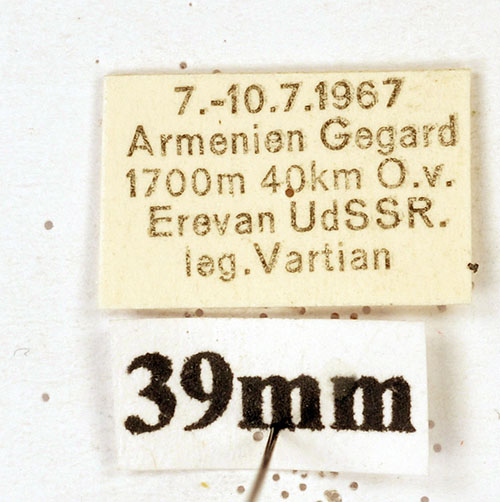 7.-10.7.1967
Armenien Gegard
1700m 40km O.v.
Erevan UdSSR.
leg.Vartian
39mm